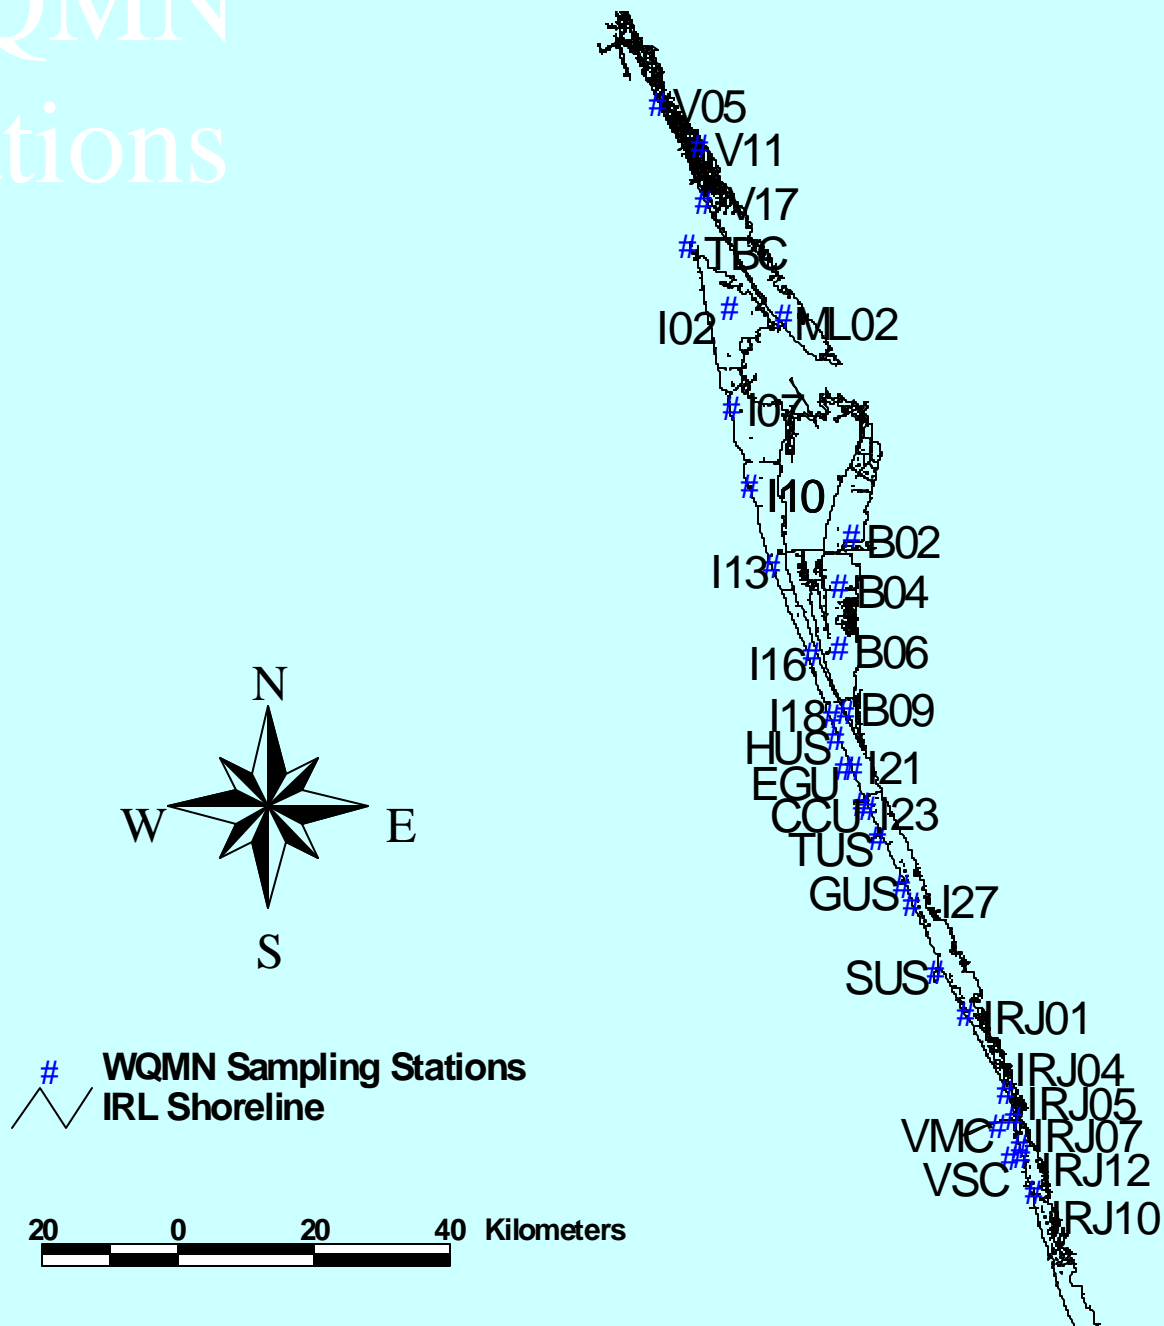 QMN
ations
V05
V11
V17
TBC
I02
ML02
I07
I10
B02
I13
B04
I16
B06
I18
B09
HUS
I21
EGU
CCU
I23
TUS
GUS
I27
SUS
IRJ01
IRJ04
IRJ05
VMC
IRJ07
IRJ12
VSC
IRJ10
N
W
E
S
# WQMN Sampling Stations
IRL Shoreline
20 0 20 40 Kilometers